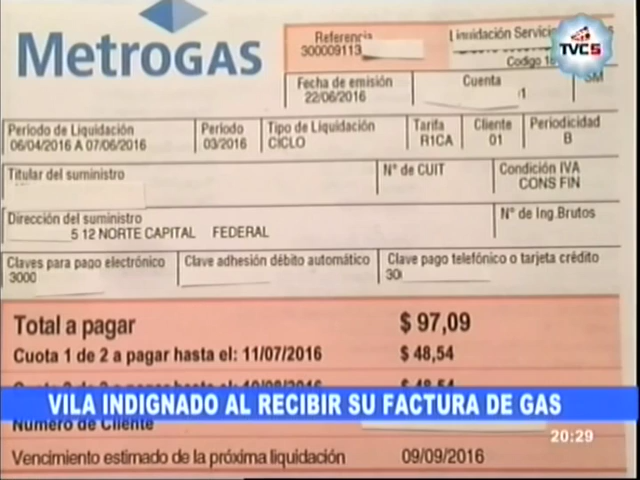 MetroGAS
Referencia
300009113
Liquidación Servicio
Codigo
TVC5
Fecha de emisión
22/06/2016
Cuenta
/1
SM
Período de Liquidación
06/04/2016 A 07/06/2016
Período
03/2016
Tipo de Liquidación
CICLO
Tarifa
R1CA
Cliente
01
Periodicidad
B
Titular del suministro
N° de CUIT
Condición IVA
CONS FIN
Dirección del suministro
5 12 NORTE CAPITAL FEDERAL
N° de Ing.Brutos
Claves para pago electrónico
3000
Clave adhesión débito automático
Clave pago telefónico o tarjeta crédito
30
Total a pagar $ 97,09
Cuota 1 de 2 a pagar hasta el: 11/07/2016 $ 48,54
VILA INDIGNADO AL RECIBIR SU FACTURA DE GAS
Número de Cliente
20:29
Vencimiento estimado de la próxima liquidación 09/09/2016